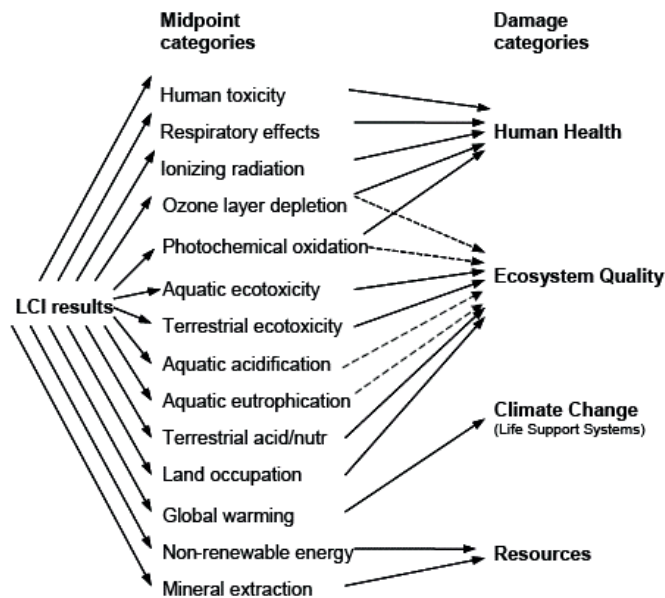 Midpoint
categories
Damage
categories
Human toxicity
Respiratory effects
Ionizing radiation
Ozone layer depletion
Photochemical oxidation
LCI results
Aquatic ecotoxicity
Terrestrial ecotoxicity
Aquatic acidification
Aquatic eutrophication
Terrestrial acid/nutr
Land occupation
Global warming
Non-renewable energy
Mineral extraction
Human Health
Ecosystem Quality
Climate Change
(Life Support Systems)
Resources